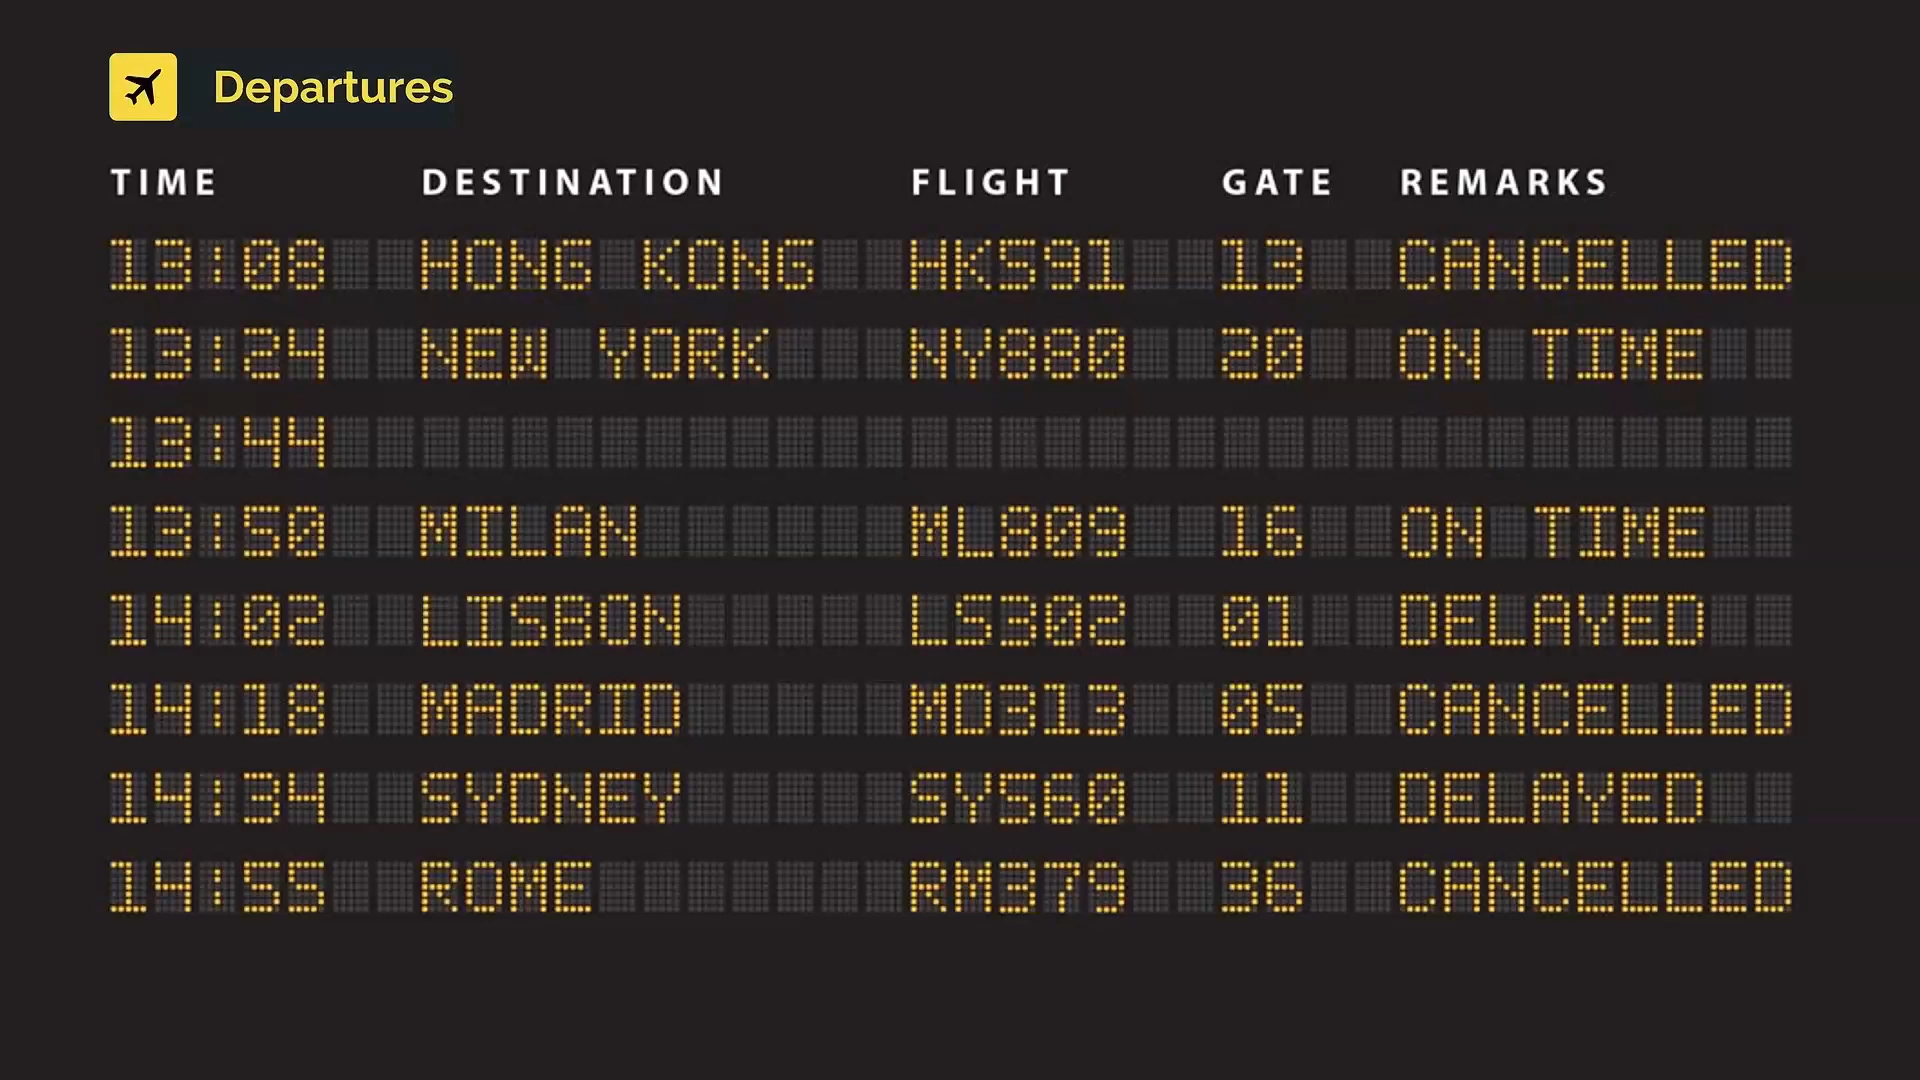 Departures
TIME DESTINATION FLIGHT GATE REMARKS
13:08 HONG KONG HK591 13 CANCELLED
13:24 NEW YORK NY880 20 ON TIME
13:44
13:50 MILAN ML809 16 ON TIME
14:02 LISBON LS302 01 DELAYED
14:18 MADRID MD313 05 CANCELLED
14:34 SYDNEY SY560 11 DELAYED
14:55 ROME RM379 36 CANCELLED